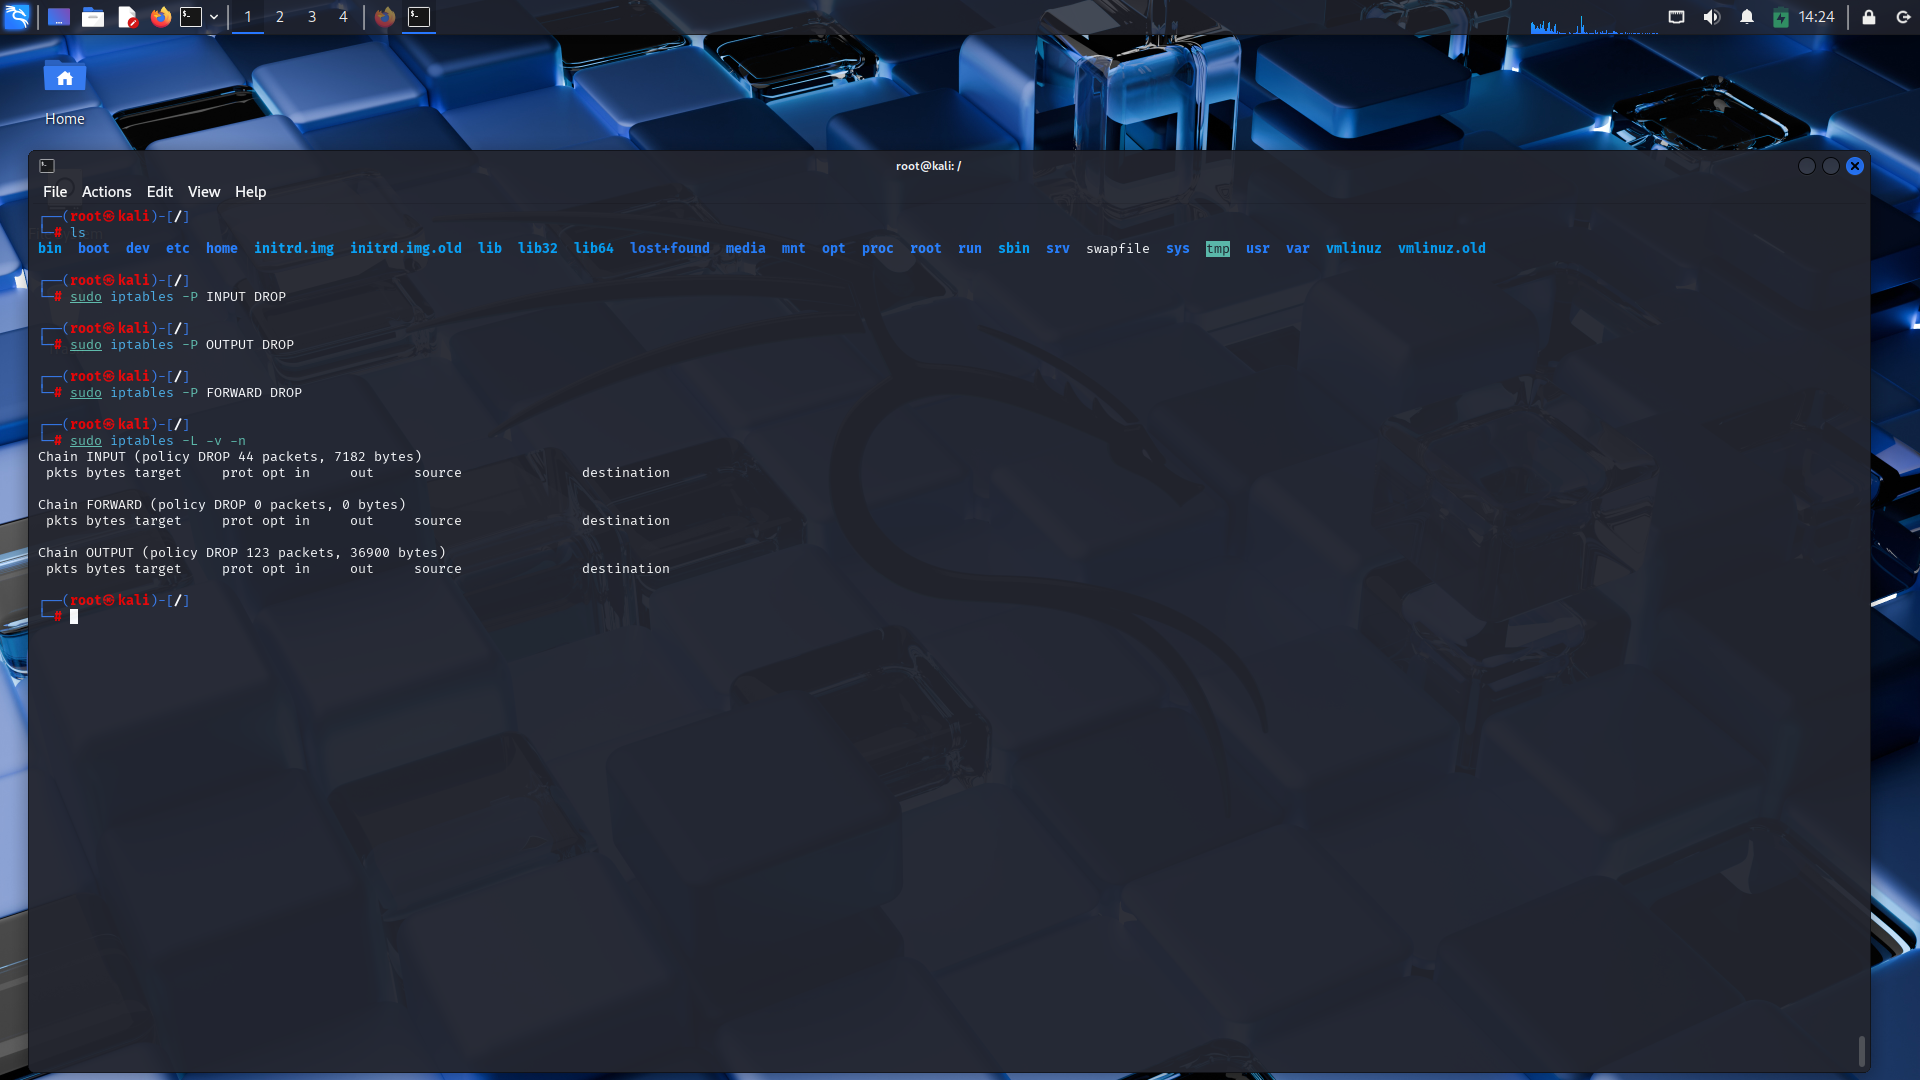 1 2 3 4 14:24
Home
root@kali: /
File Actions Edit View Help
┌──(root㉿kali)-[/]
└─# ls
bin boot dev etc home initrd.img initrd.img.old lib lib32 lib64 lost+found media mnt opt proc root run sbin srv swapfile sys tmp usr var vmlinuz vmlinuz.old
┌──(root㉿kali)-[/]
└─# sudo iptables -P INPUT DROP
┌──(root㉿kali)-[/]
└─# sudo iptables -P OUTPUT DROP
┌──(root㉿kali)-[/]
└─# sudo iptables -P FORWARD DROP
┌──(root㉿kali)-[/]
└─# sudo iptables -L -v -n
Chain INPUT (policy DROP 44 packets, 7182 bytes)
pkts bytes target prot opt in out source destination
Chain FORWARD (policy DROP 0 packets, 0 bytes)
pkts bytes target prot opt in out source destination
Chain OUTPUT (policy DROP 123 packets, 36900 bytes)
pkts bytes target prot opt in out source destination
┌──(root㉿kali)-[/]
└─#